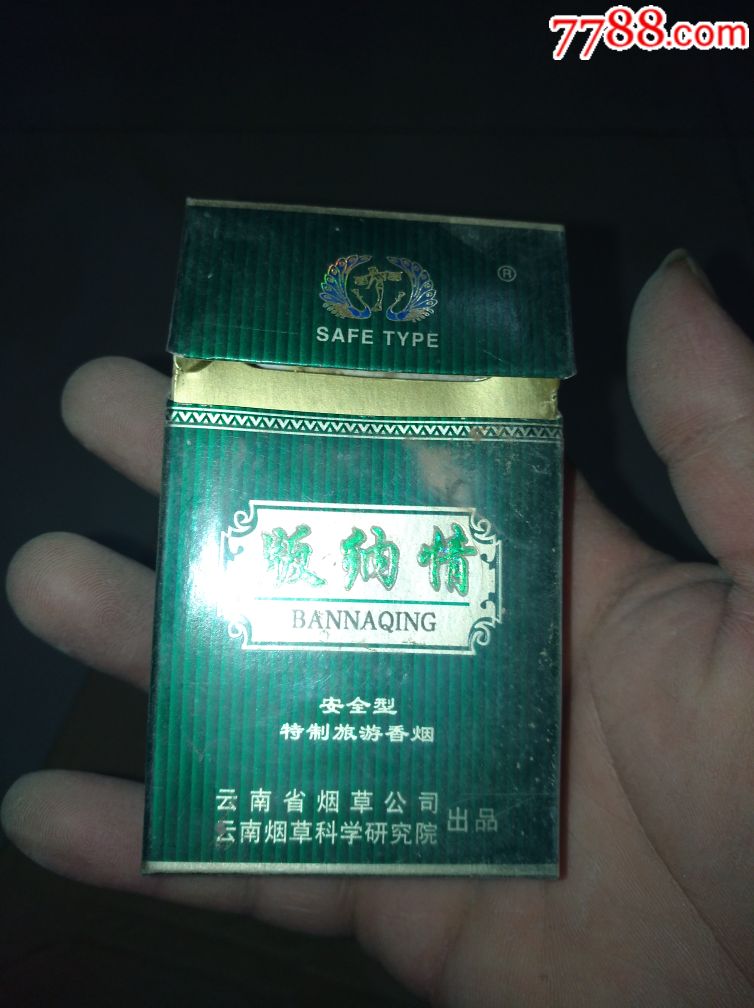 7788.com
®
SAFE TYPE
版纳情
BANNAQING
安全型
特制旅游香烟
云南省烟草公司
云南烟草科学研究院 出品